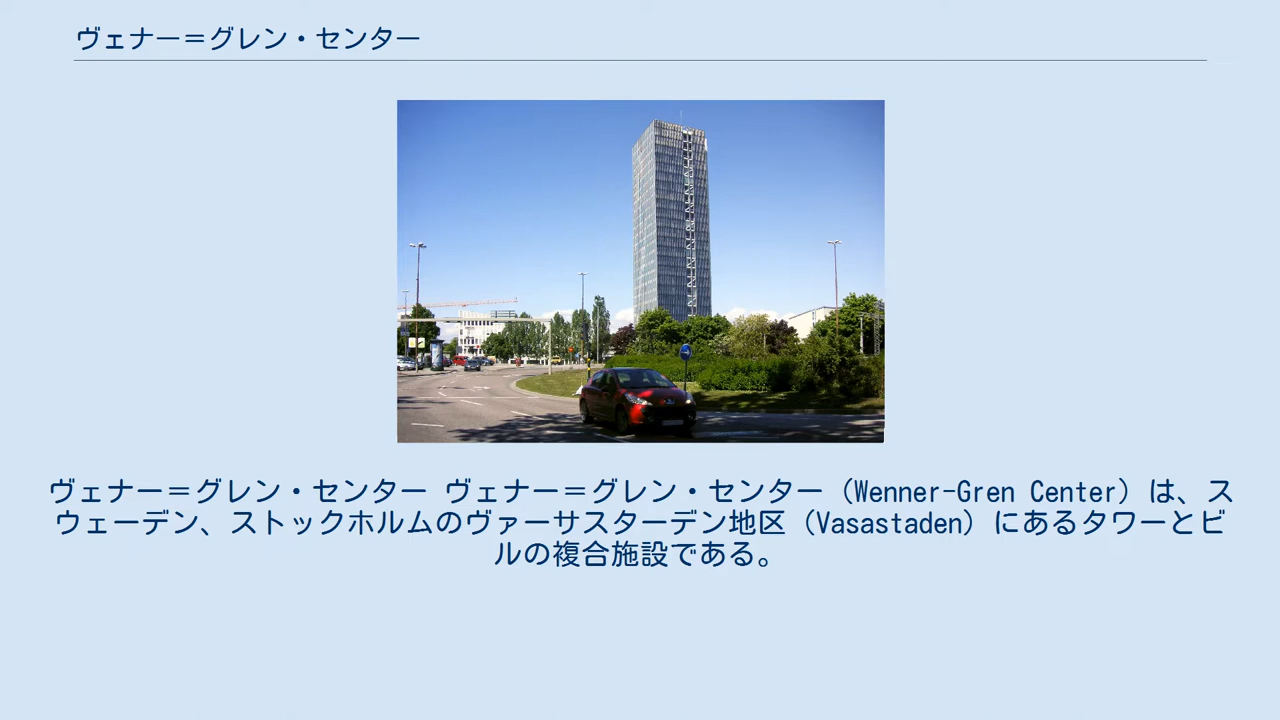 ヴェナー＝グレン・センター
ヴェナー＝グレン・センター ヴェナー＝グレン・センター（Wenner-Gren Center）は、ス
ウェーデン、ストックホルムのヴァーサスターデン地区（Vasastaden）にあるタワーとビ
ルの複合施設である。